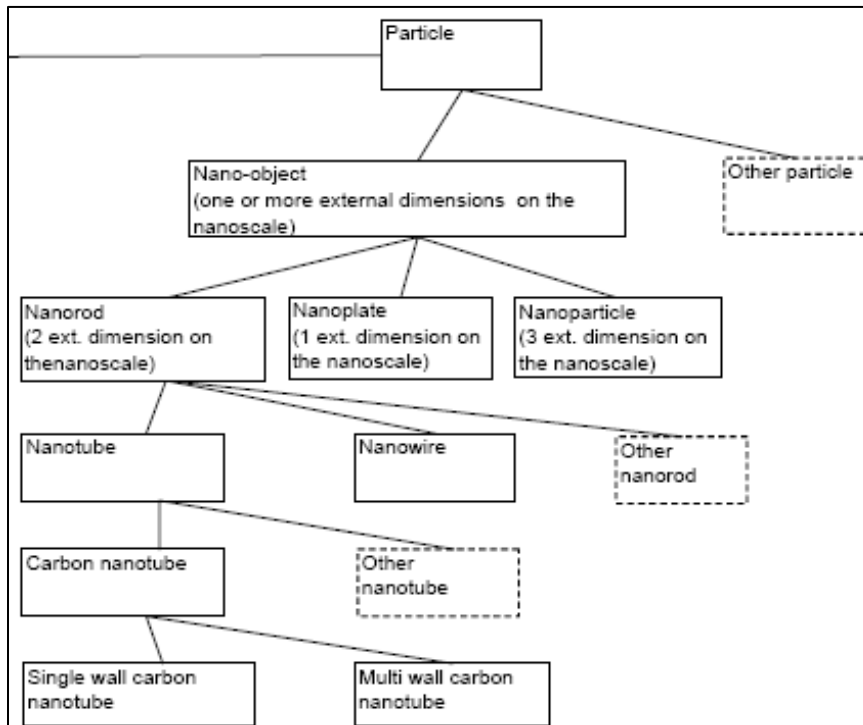 Particle
Nano-object
(one or more external dimensions on the
nanoscale)
Other particle
Nanorod
(2 ext. dimension on
thenanoscale)
Nanoplate
(1 ext. dimension on
the nanoscale)
Nanoparticle
(3 ext. dimension on
the nanoscale)
Nanotube
Nanowire
Other
nanorod
Carbon nanotube
Other
nanotube
Single wall carbon
nanotube
Multi wall carbon
nanotube